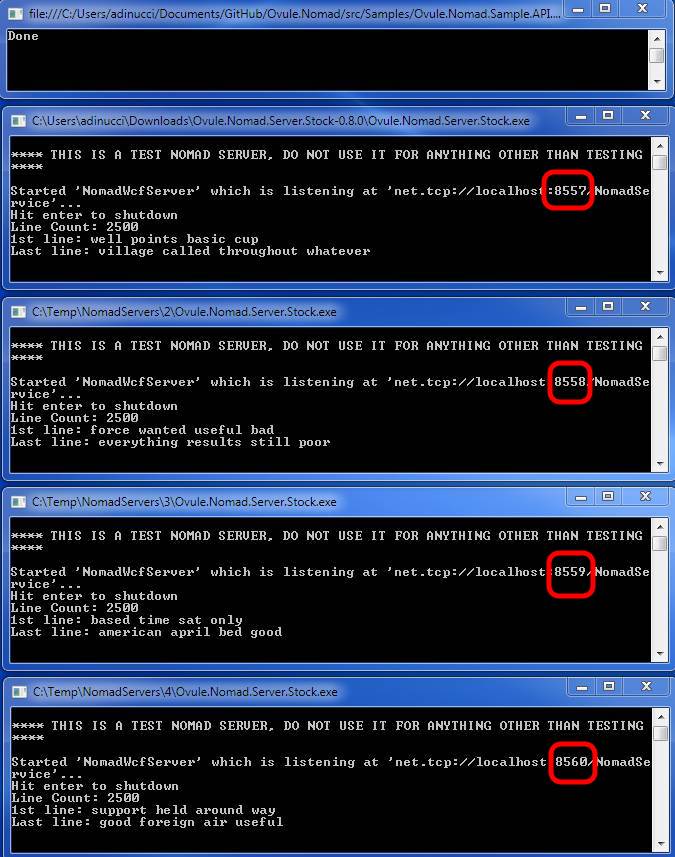 file:///C:/Users/adinucci/Documents/GitHub/Ovule.Nomad/src/Samples/Ovule.Nomad.Sample.API....
Done
C:\Users\adinucci\Downloads\Ovule.Nomad.Server.Stock-0.8.0\Ovule.Nomad.Server.Stock.exe
**** THIS IS A TEST NOMAD SERVER, DO NOT USE IT FOR ANYTHING OTHER THAN TESTING
****
Started 'NomadWcfServer' which is listening at 'net.tcp://localhost:8557/NomadSe
rvice'...
Hit enter to shutdown
Line Count: 2500
1st line: well points basic cup
Last line: village called throughout whatever
C:\Temp\NomadServers\2\Ovule.Nomad.Server.Stock.exe
**** THIS IS A TEST NOMAD SERVER, DO NOT USE IT FOR ANYTHING OTHER THAN TESTING
****
Started 'NomadWcfServer' which is listening at 'net.tcp://localhost:8558/NomadSe
rvice'...
Hit enter to shutdown
Line Count: 2500
1st line: force wanted useful bad
Last line: everything results still poor
C:\Temp\NomadServers\3\Ovule.Nomad.Server.Stock.exe
**** THIS IS A TEST NOMAD SERVER, DO NOT USE IT FOR ANYTHING OTHER THAN TESTING
****
Started 'NomadWcfServer' which is listening at 'net.tcp://localhost:8559/NomadSe
rvice'...
Hit enter to shutdown
Line Count: 2500
1st line: based time sat only
Last line: american april bed good
C:\Temp\NomadServers\4\Ovule.Nomad.Server.Stock.exe
**** THIS IS A TEST NOMAD SERVER, DO NOT USE IT FOR ANYTHING OTHER THAN TESTING
****
Started 'NomadWcfServer' which is listening at 'net.tcp://localhost:8560/NomadSe
rvice'...
Hit enter to shutdown
Line Count: 2500
1st line: support held around way
Last line: good foreign air useful